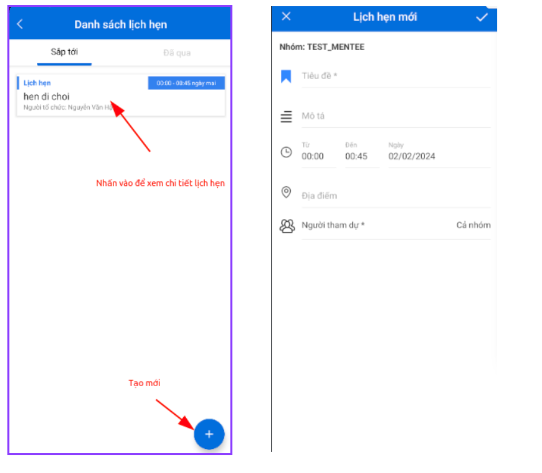 Danh sách lịch hẹn
Sắp tới
Đã qua
Lịch hẹn
00:00 - 00:45 ngày mai
hen di choi
Người tổ chức: Nguyễn Văn
Nhấn vào để xem chi tiết lịch hẹn
Tạo mới
+
Lịch hẹn mới
Nhóm: TEST_MENTEE
Tiêu đề *
Mô tả
Từ Đến Ngày
00:00 00:45 02/02/2024
Địa điểm
Người tham dự * Cả nhóm